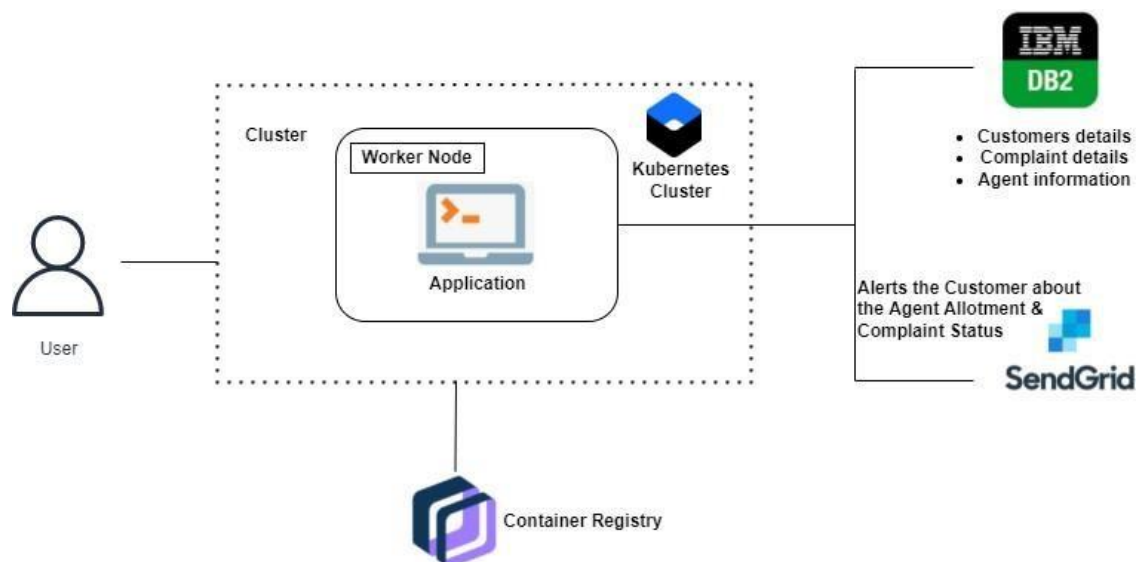 IBM
DB2
Customers details
Complaint details
Agent information
Cluster
Worker Node
Kubernetes
Cluster
Application
User
Alerts the Customer about
the Agent Allotment &
Complaint Status
SendGrid
Container Registry